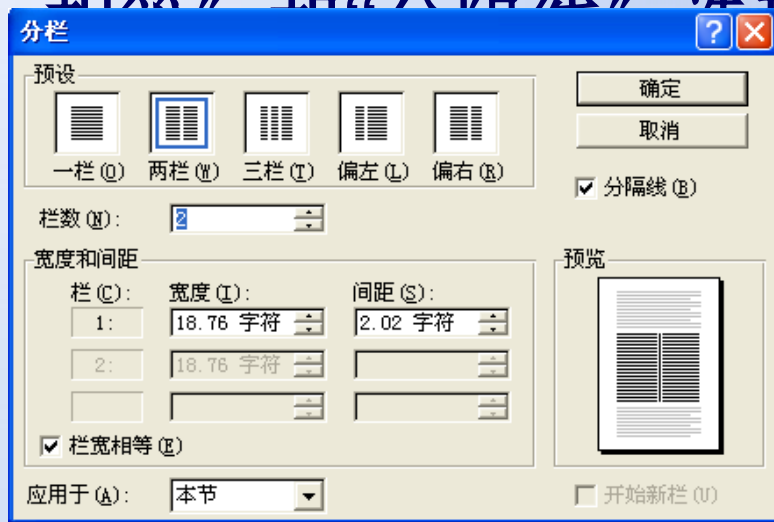 分栏
预设
一栏(O) 两栏(W) 三栏(T) 偏左(L) 偏右(R)
确定
取消
分隔线(B)
栏数(N): 2
宽度和间距
栏(C): 宽度(I): 间距(S):
1: 18.76 字符 2.02 字符
2: 18.76 字符
栏宽相等(E)
预览
应用于(A): 本节
开始新栏(U)